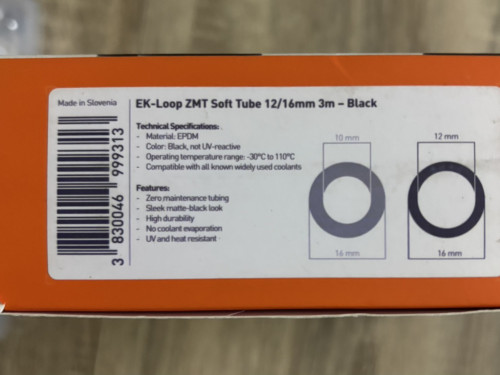 Made in Slovenia
EK-Loop ZMT Soft Tube 12/16mm 3m – Black
Technical Specifications:
- Material: EPDM
- Color: Black, not UV-reactive
- Operating temperature range: -30°C to 110°C
- Compatible with all known widely used coolants
Features:
- Zero maintenance tubing
- Sleek matte-black look
- High durability
- No coolant evaporation
- UV and heat resistant
3 830046 999313
10 mm
12 mm
16 mm
16 mm